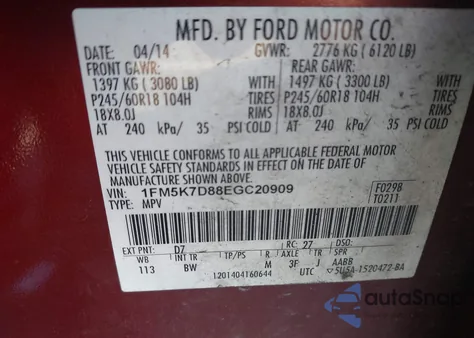 MFD. BY FORD MOTOR CO.
DATE: 04/14 GVWR: 2776 KG ( 6120 LB)
FRONT GAWR: REAR GAWR:
1397 KG ( 3080 LB) WITH 1497 KG ( 3300 LB) WITH
P245/60R18 104H TIRES P245/60R18 104H TIRES
18X8.0J RIMS 18X8.0J RIMS
AT 240 kPa/ 35 PSI COLD AT 240 kPa/ 35 PSI COLD
THIS VEHICLE CONFORMS TO ALL APPLICABLE FEDERAL MOTOR
VEHICLE SAFETY STANDARDS IN EFFECT ON THE DATE OF
MANUFACTURE SHOWN ABOVE.
VIN: 1FM5K7D88EGC20909 F0298
TYPE: MPV T0211
EXT PNT: D7 RC: 27 DSO:
WB INT TR TP/PS R AXLE TR SPR
113 BW M 3F J AABB
1201404160644 UTC 5U5A-1520472-BA
autoSnap